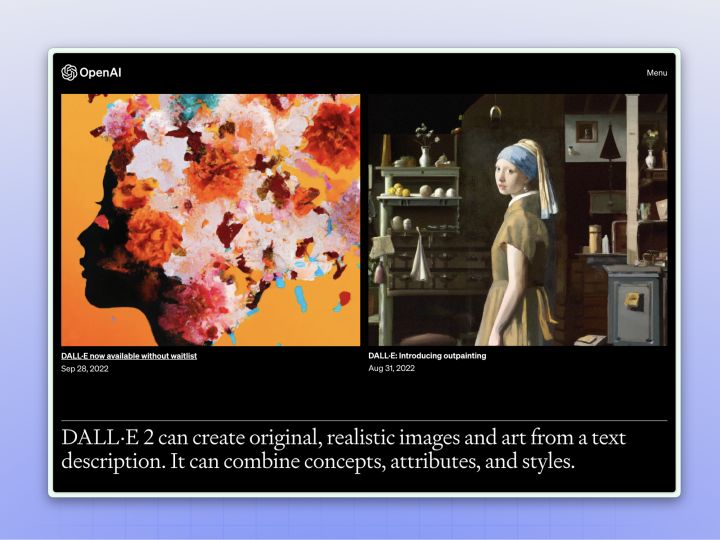 OpenAI
Menu
DALL·E now available without waitlist
Sep 28, 2022
DALL·E: Introducing outpainting
Aug 31, 2022
DALL·E 2 can create original, realistic images and art from a text
description. It can combine concepts, attributes, and styles.